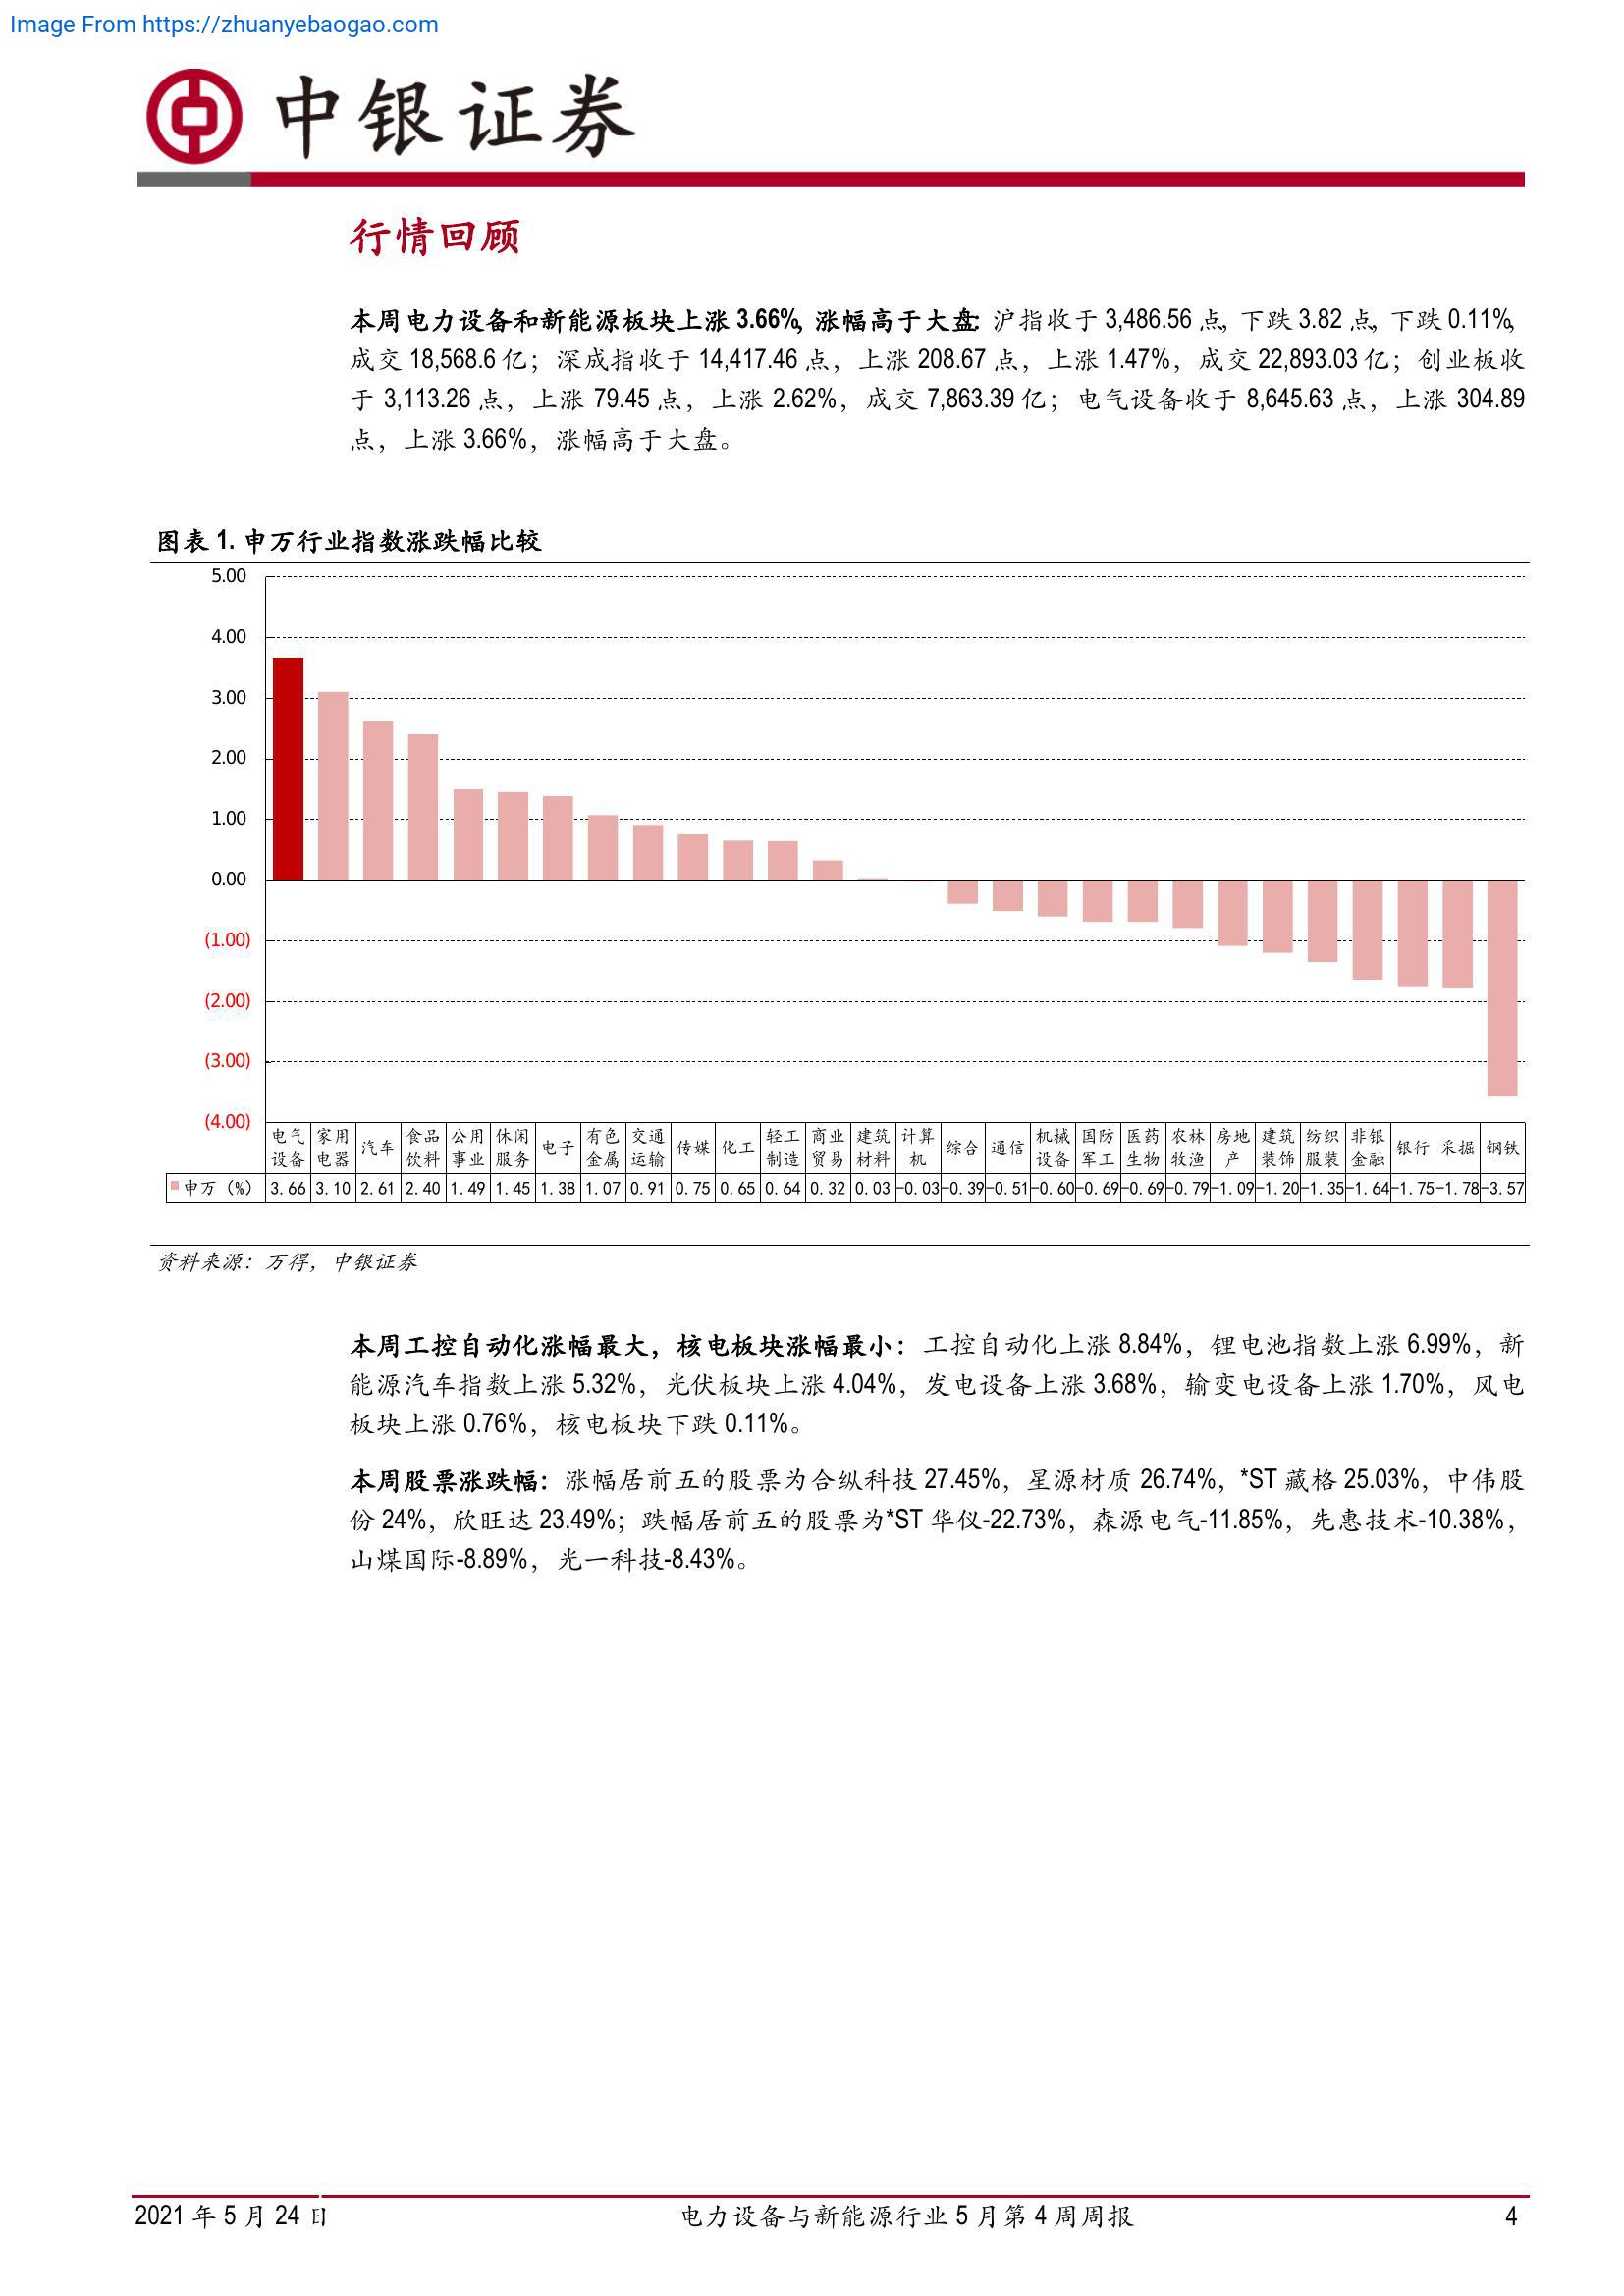 Image From https://zhuanyebaogao.com
中银证券
行情回顾
本周电力设备和新能源板块上涨 3.66%，涨幅高于大盘：沪指收于 3,486.56 点，下跌 3.82 点，下跌 0.11%，
成交 18,568.6 亿；深成指收于 14,417.46 点，上涨 208.67 点，上涨 1.47%，成交 22,893.03 亿；创业板收
于 3,113.26 点，上涨 79.45 点，上涨 2.62%，成交 7,863.39 亿；电气设备收于 8,645.63 点，上涨 304.89
点，上涨 3.66%，涨幅高于大盘。
图表 1. 申万行业指数涨跌幅比较
5.00
4.00
3.00
2.00
1.00
0.00
(1.00)
(2.00)
(3.00)
(4.00)
电气 家用 汽车 食品 公用 休闲 电子 有色 交通 传媒 化工 轻工 商业 建筑 计算 综合 通信 机械 国防 医药 农林 房地 建筑 纺织 非银 银行 采掘 钢铁
设备 电器 饮料 事业 服务 金属 运输 制造 贸易 材料 机 设备 军工 生物 牧渔 产 装饰 服装 金融
申万（%） 3.66 3.10 2.61 2.40 1.49 1.45 1.38 1.07 0.91 0.75 0.65 0.64 0.32 0.03 -0.03 -0.39 -0.51 -0.60 -0.69 -0.69 -0.79 -1.09 -1.20 -1.35 -1.64 -1.75 -1.78 -3.57
资料来源：万得，中银证券
本周工控自动化涨幅最大，核电板块涨幅最小：工控自动化上涨 8.84%，锂电池指数上涨 6.99%，新
能源汽车指数上涨 5.32%，光伏板块上涨 4.04%，发电设备上涨 3.68%，输变电设备上涨 1.70%，风电
板块上涨 0.76%，核电板块下跌 0.11%。
本周股票涨跌幅：涨幅居前五的股票为合纵科技 27.45%，星源材质 26.74%，*ST 藏格 25.03%，中伟股
份 24%，欣旺达 23.49%；跌幅居前五的股票为*ST 华仪-22.73%，森源电气-11.85%，先惠技术-10.38%，
山煤国际-8.89%，光一科技-8.43%。
2021 年 5 月 24 日 电力设备与新能源行业 5 月第 4 周周报 4